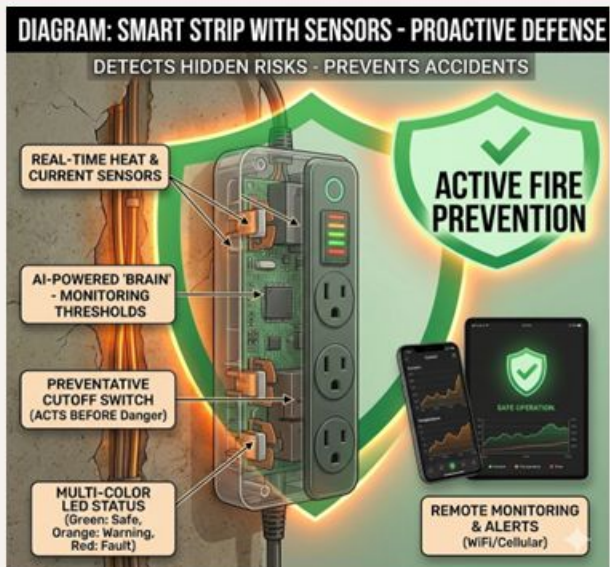 DIAGRAM: SMART STRIP WITH SENSORS - PROACTIVE DEFENSE
DETECTS HIDDEN RISKS - PREVENTS ACCIDENTS
REAL-TIME HEAT &
CURRENT SENSORS
ACTIVE FIRE
PREVENTION
AI-POWERED 'BRAIN'
- MONITORING
THRESHOLDS
PREVENTATIVE
CUTOFF SWITCH
(ACTS BEFORE Danger)
SAFE OPERATION
MULTI-COLOR
LED STATUS
(Green: Safe,
Orange: Warning,
Red: Fault)
REMOTE MONITORING
& ALERTS
(WiFi/Cellular)